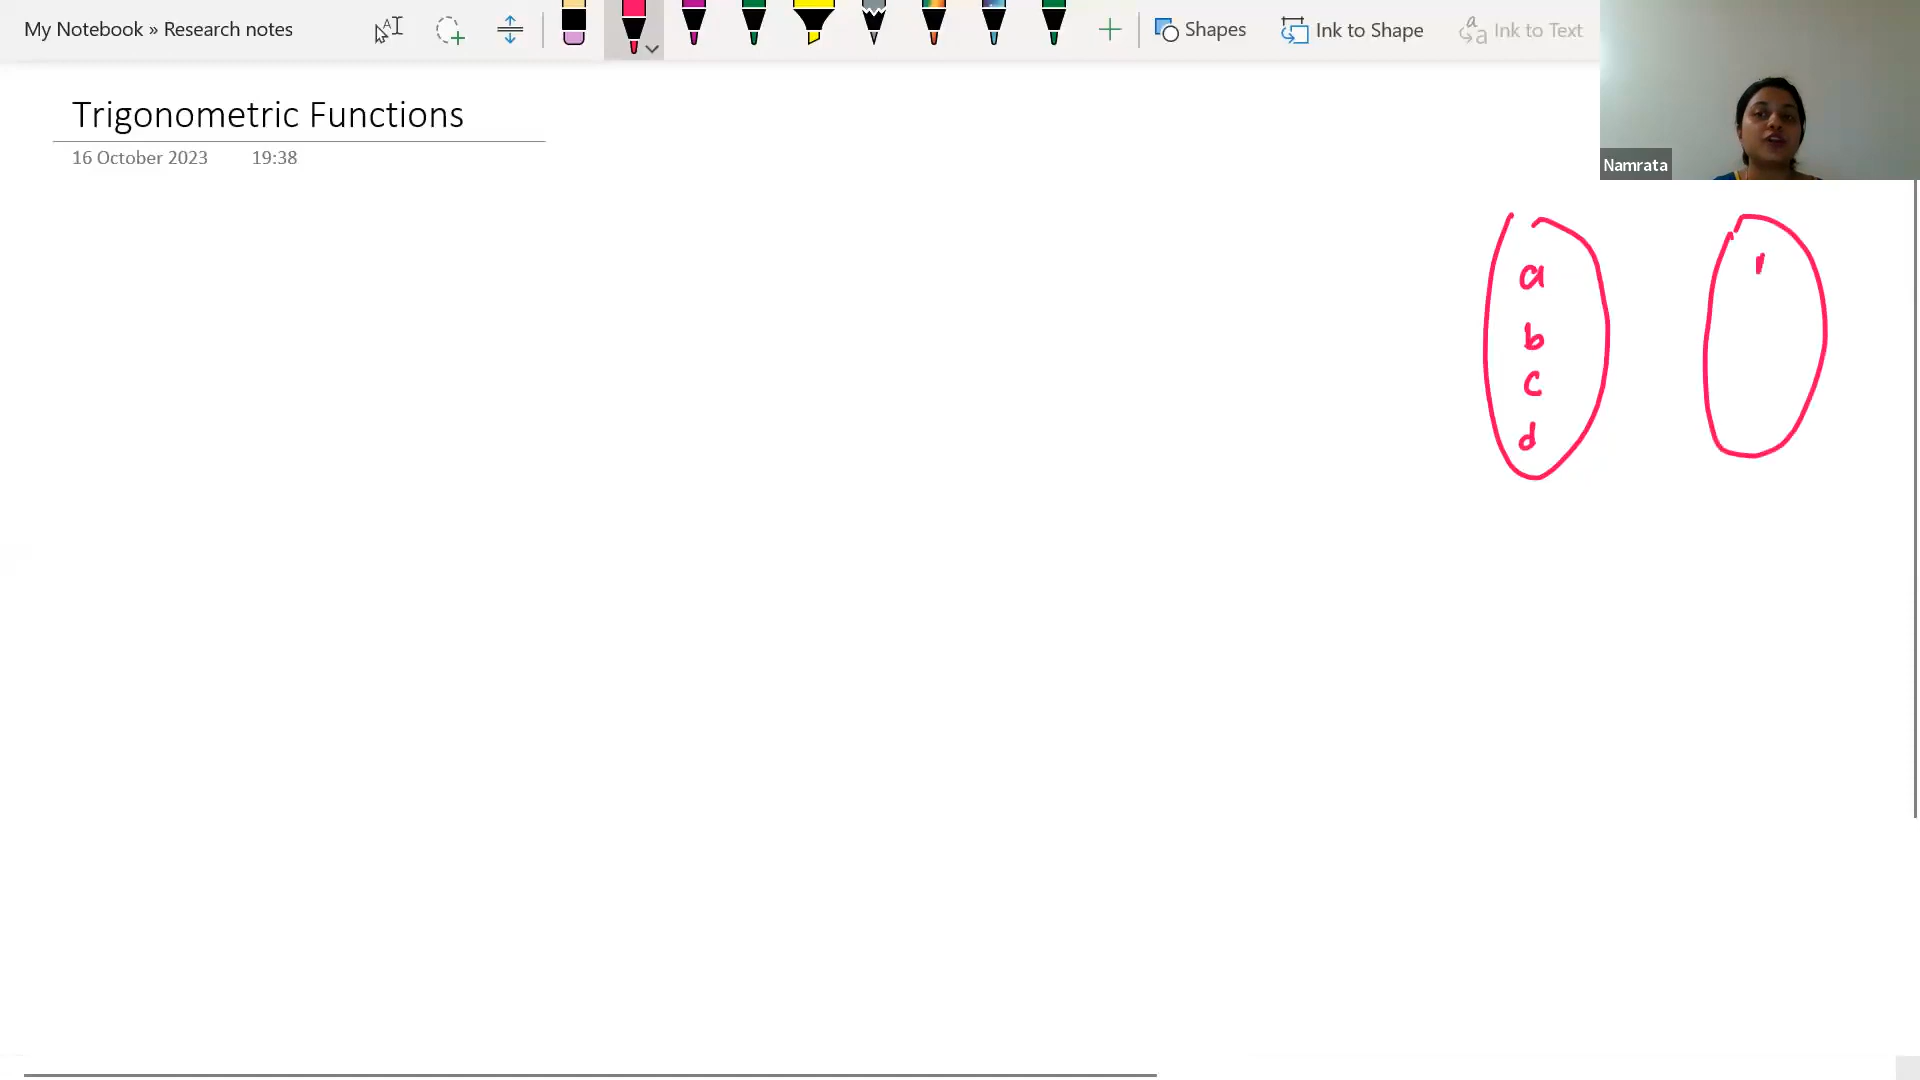 My Notebook » Research notes
Shapes
Ink to Shape
Ink to Text
Namrata
Trigonometric Functions
16 October 2023 19:38
a
b
c
d